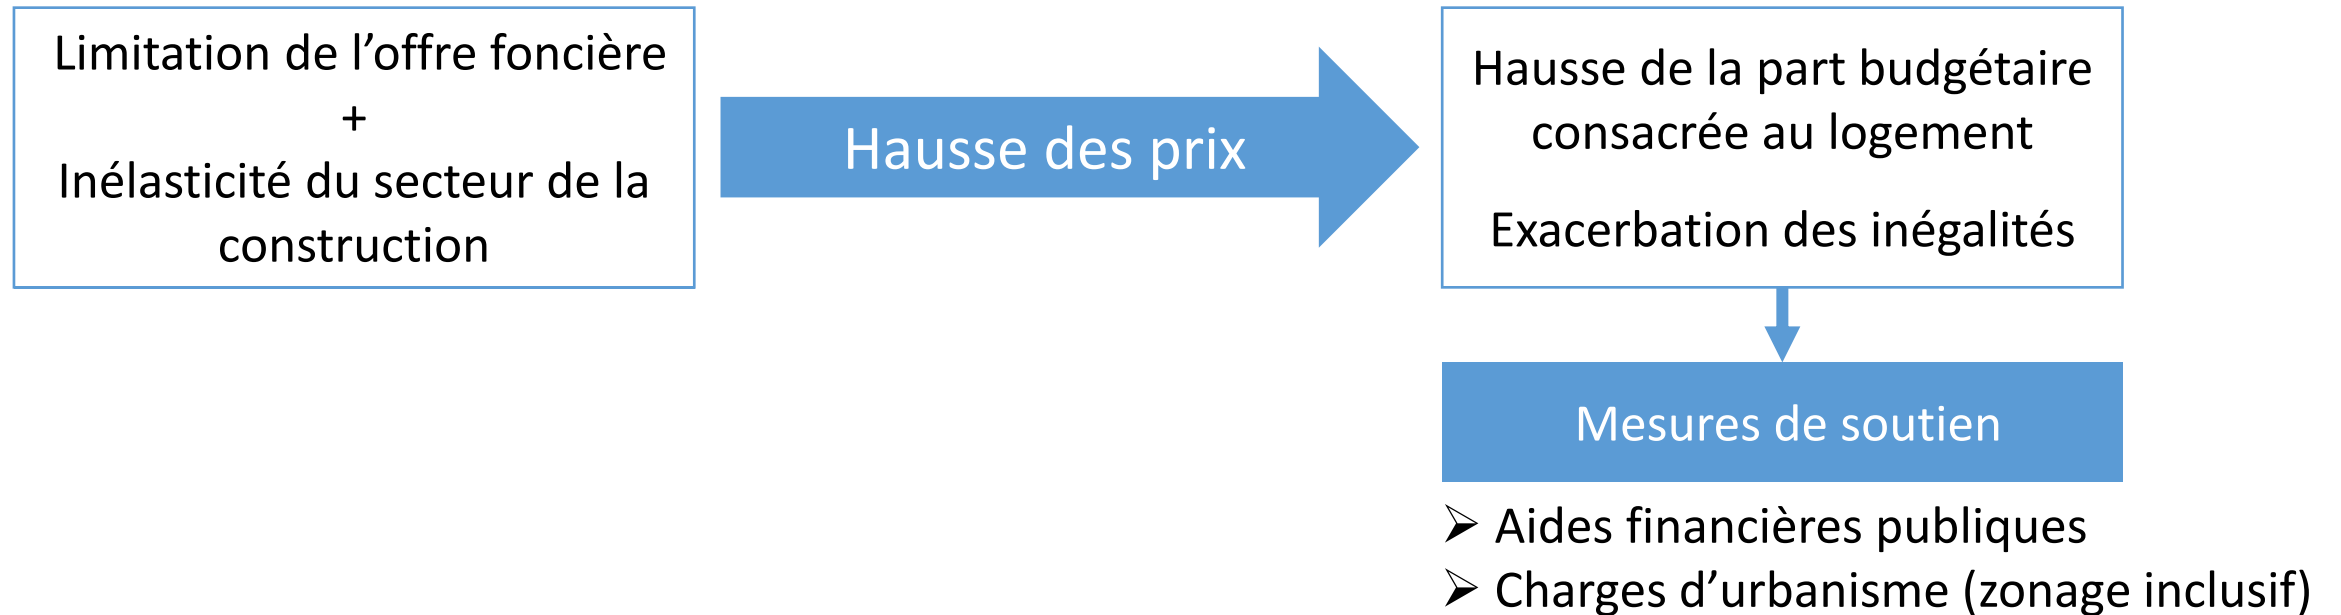 Limitation de l’offre foncière
+
Inélasticité du secteur de la
construction
Hausse des prix
Hausse de la part budgétaire
consacrée au logement
Exacerbation des inégalités
Mesures de soutien
➢ Aides financières publiques
➢ Charges d’urbanisme (zonage inclusif)